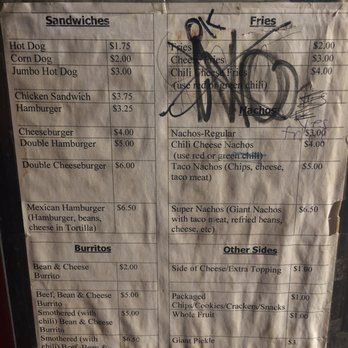 Sandwiches
Hot Dog $1.75
Corn Dog $2.00
Jumbo Hot Dog $3.00
Chicken Sandwich $3.75
Hamburger $3.25
Cheeseburger $4.00
Double Hamburger $5.00
Double Cheeseburger $6.00
Mexican Hamburger $6.50
(Hamburger, beans,
cheese in Tortilla)
Burritos
Bean & Cheese $2.00
Burrito
Beef, Bean & Cheese $5.00
Burrito
Smothered (with $5.00
chili) Bean & Cheese
Burrito
Smothered (with $6.50
chili) Beef, Bean &
Fries
Fries $2.00
Cheese Fries $3.00
Chili Cheese Fries $4.00
(use red or green chili)
Nachos
Nachos-Regular $3.00
Chili Cheese Nachos $4.00
(use red or green chili)
Taco Nachos (Chips, cheese, $5.00
taco meat)
Super Nachos (Giant Nachos $6.50
with taco meat, refried beans,
cheese, etc)
Other Sides
Side of Cheese/Extra Topping $1.00
Packaged $1.00
Chips/Cookies/Crackers/Snacks
Whole Fruit $1.00
Giant Pickle